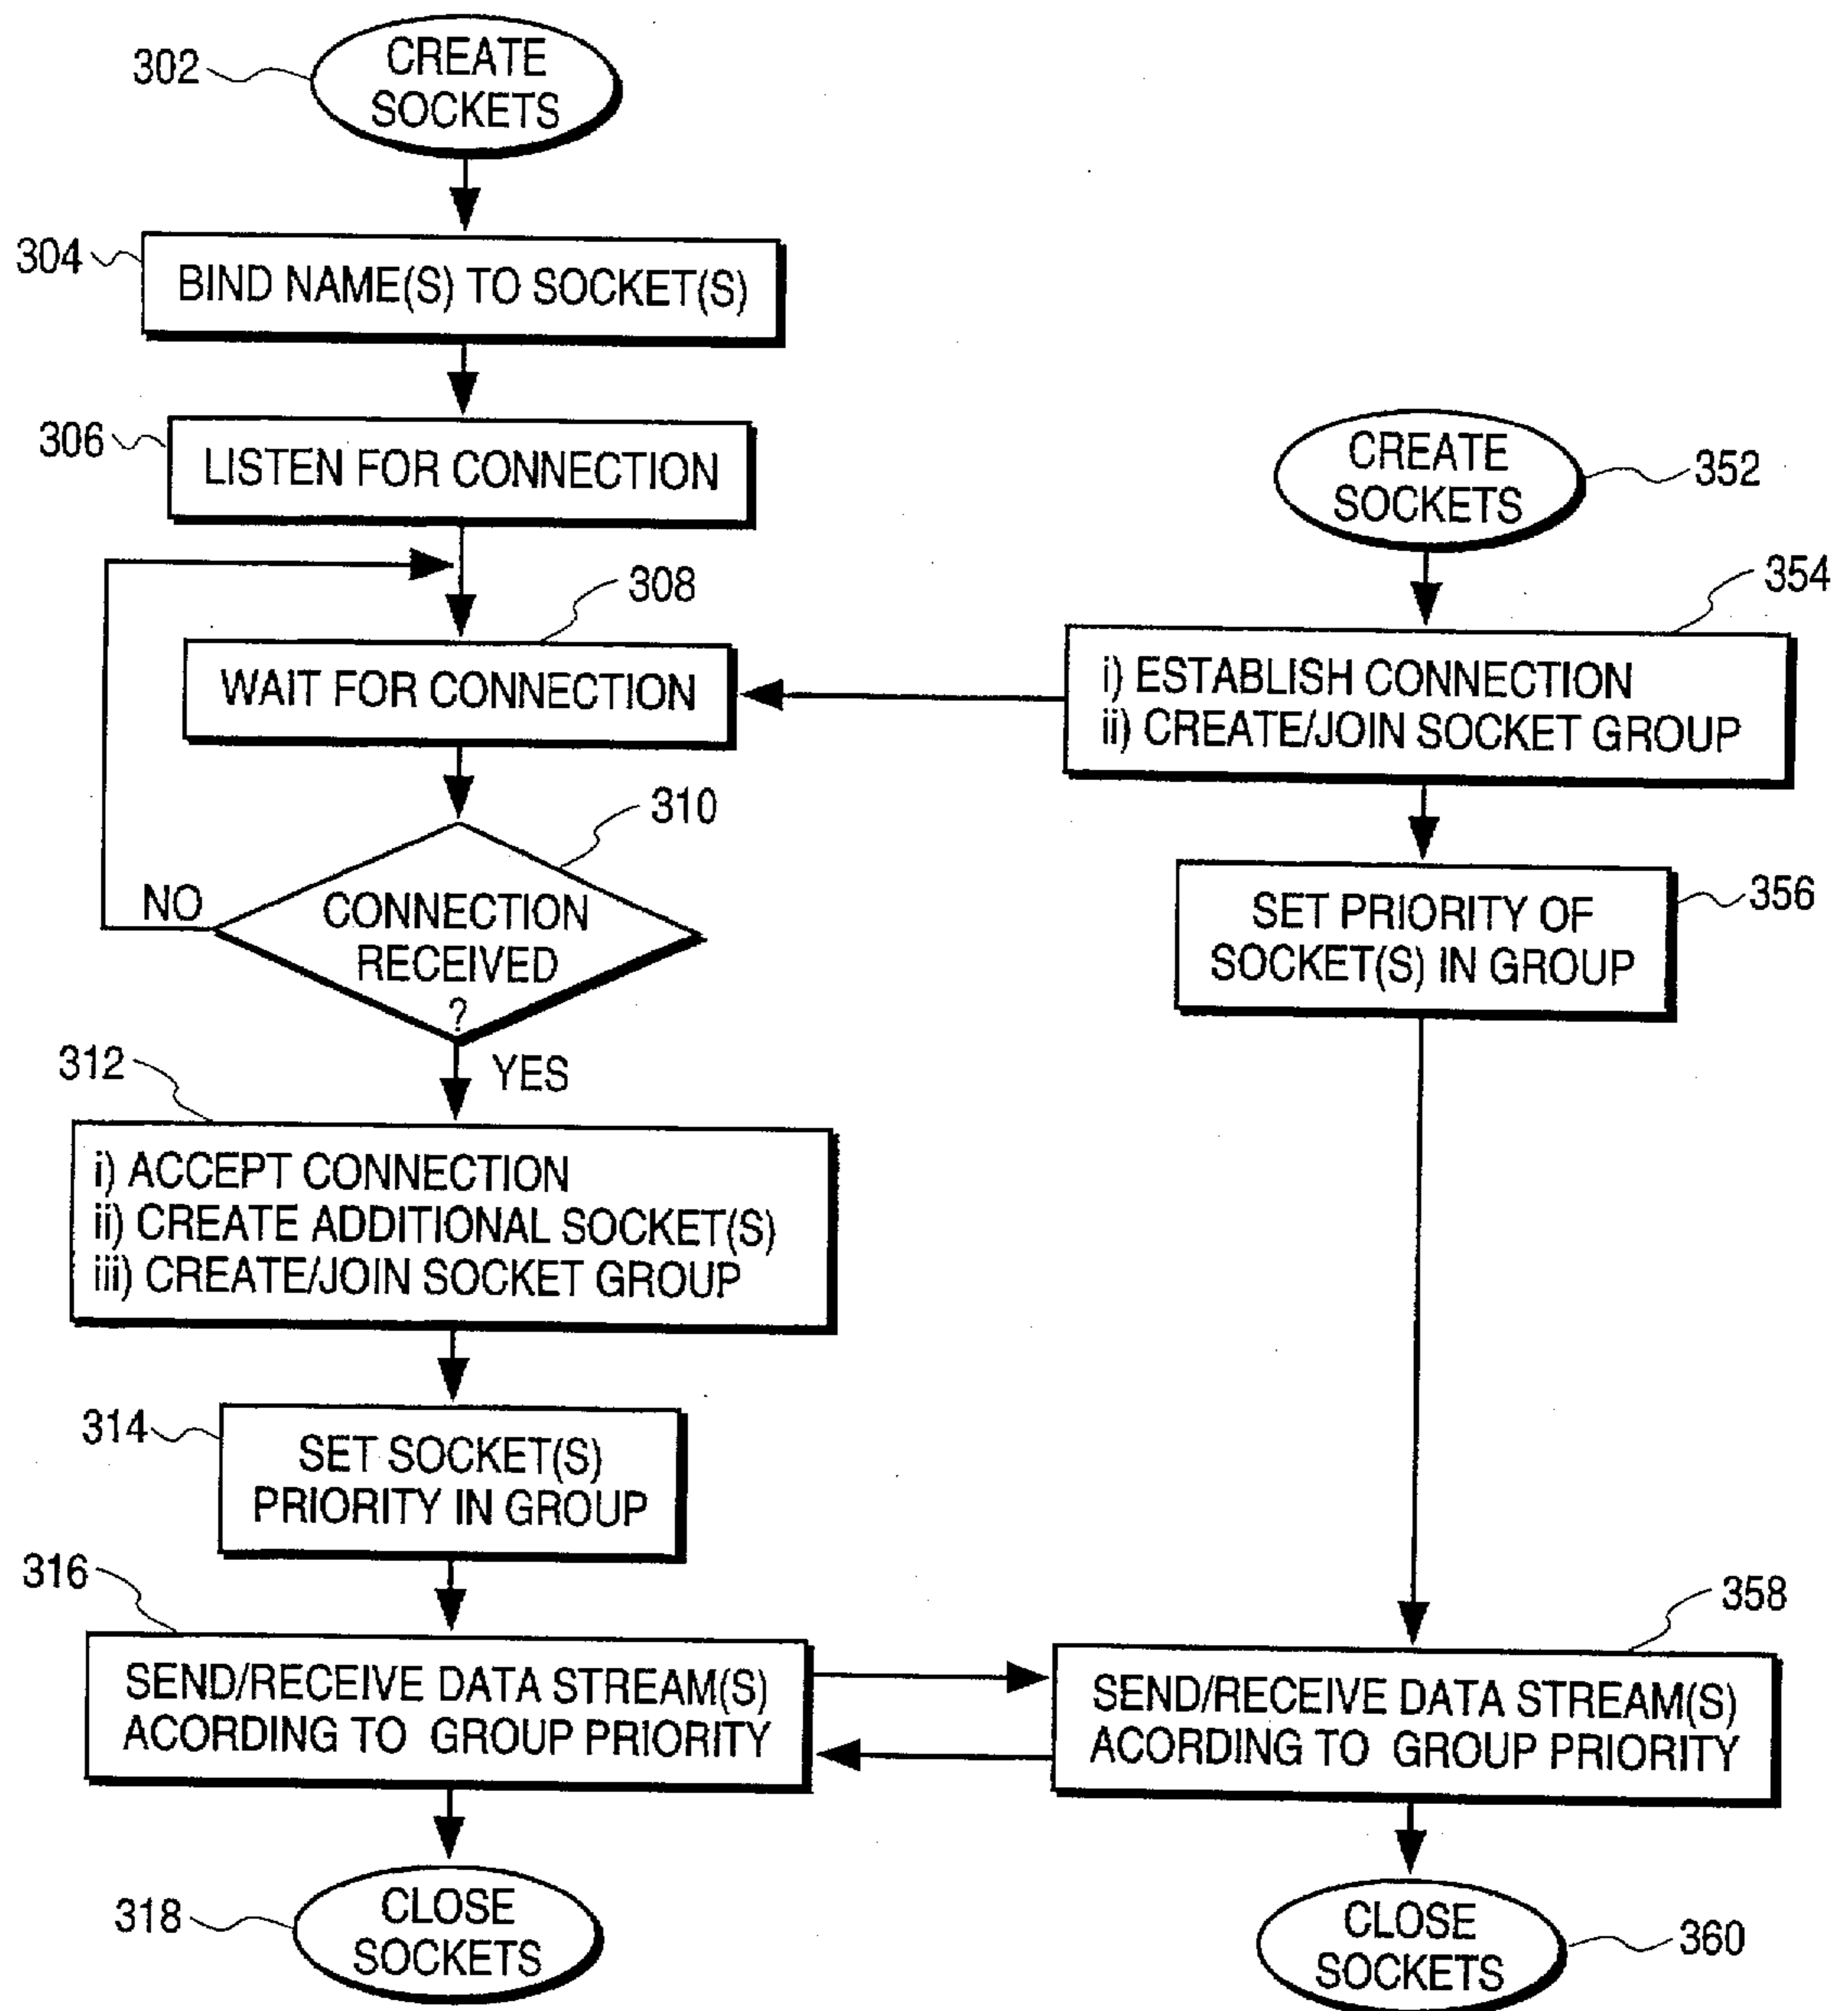 302
CREATE
SOCKETS
304
BIND NAME(S) TO SOCKET(S)
306
LISTEN FOR CONNECTION
308
WAIT FOR CONNECTION
310
NO
CONNECTION
RECEIVED
?
YES
312
i) ACCEPT CONNECTION
ii) CREATE ADDITIONAL SOCKET(S)
iii) CREATE/JOIN SOCKET GROUP
314
SET SOCKET(S)
PRIORITY IN GROUP
316
SEND/RECEIVE DATA STREAM(S)
ACORDING TO GROUP PRIORITY
318
CLOSE
SOCKETS
CREATE
SOCKETS
352
354
i) ESTABLISH CONNECTION
ii) CREATE/JOIN SOCKET GROUP
SET PRIORITY OF
SOCKET(S) IN GROUP
356
358
SEND/RECEIVE DATA STREAM(S)
ACORDING TO GROUP PRIORITY
CLOSE
SOCKETS
360